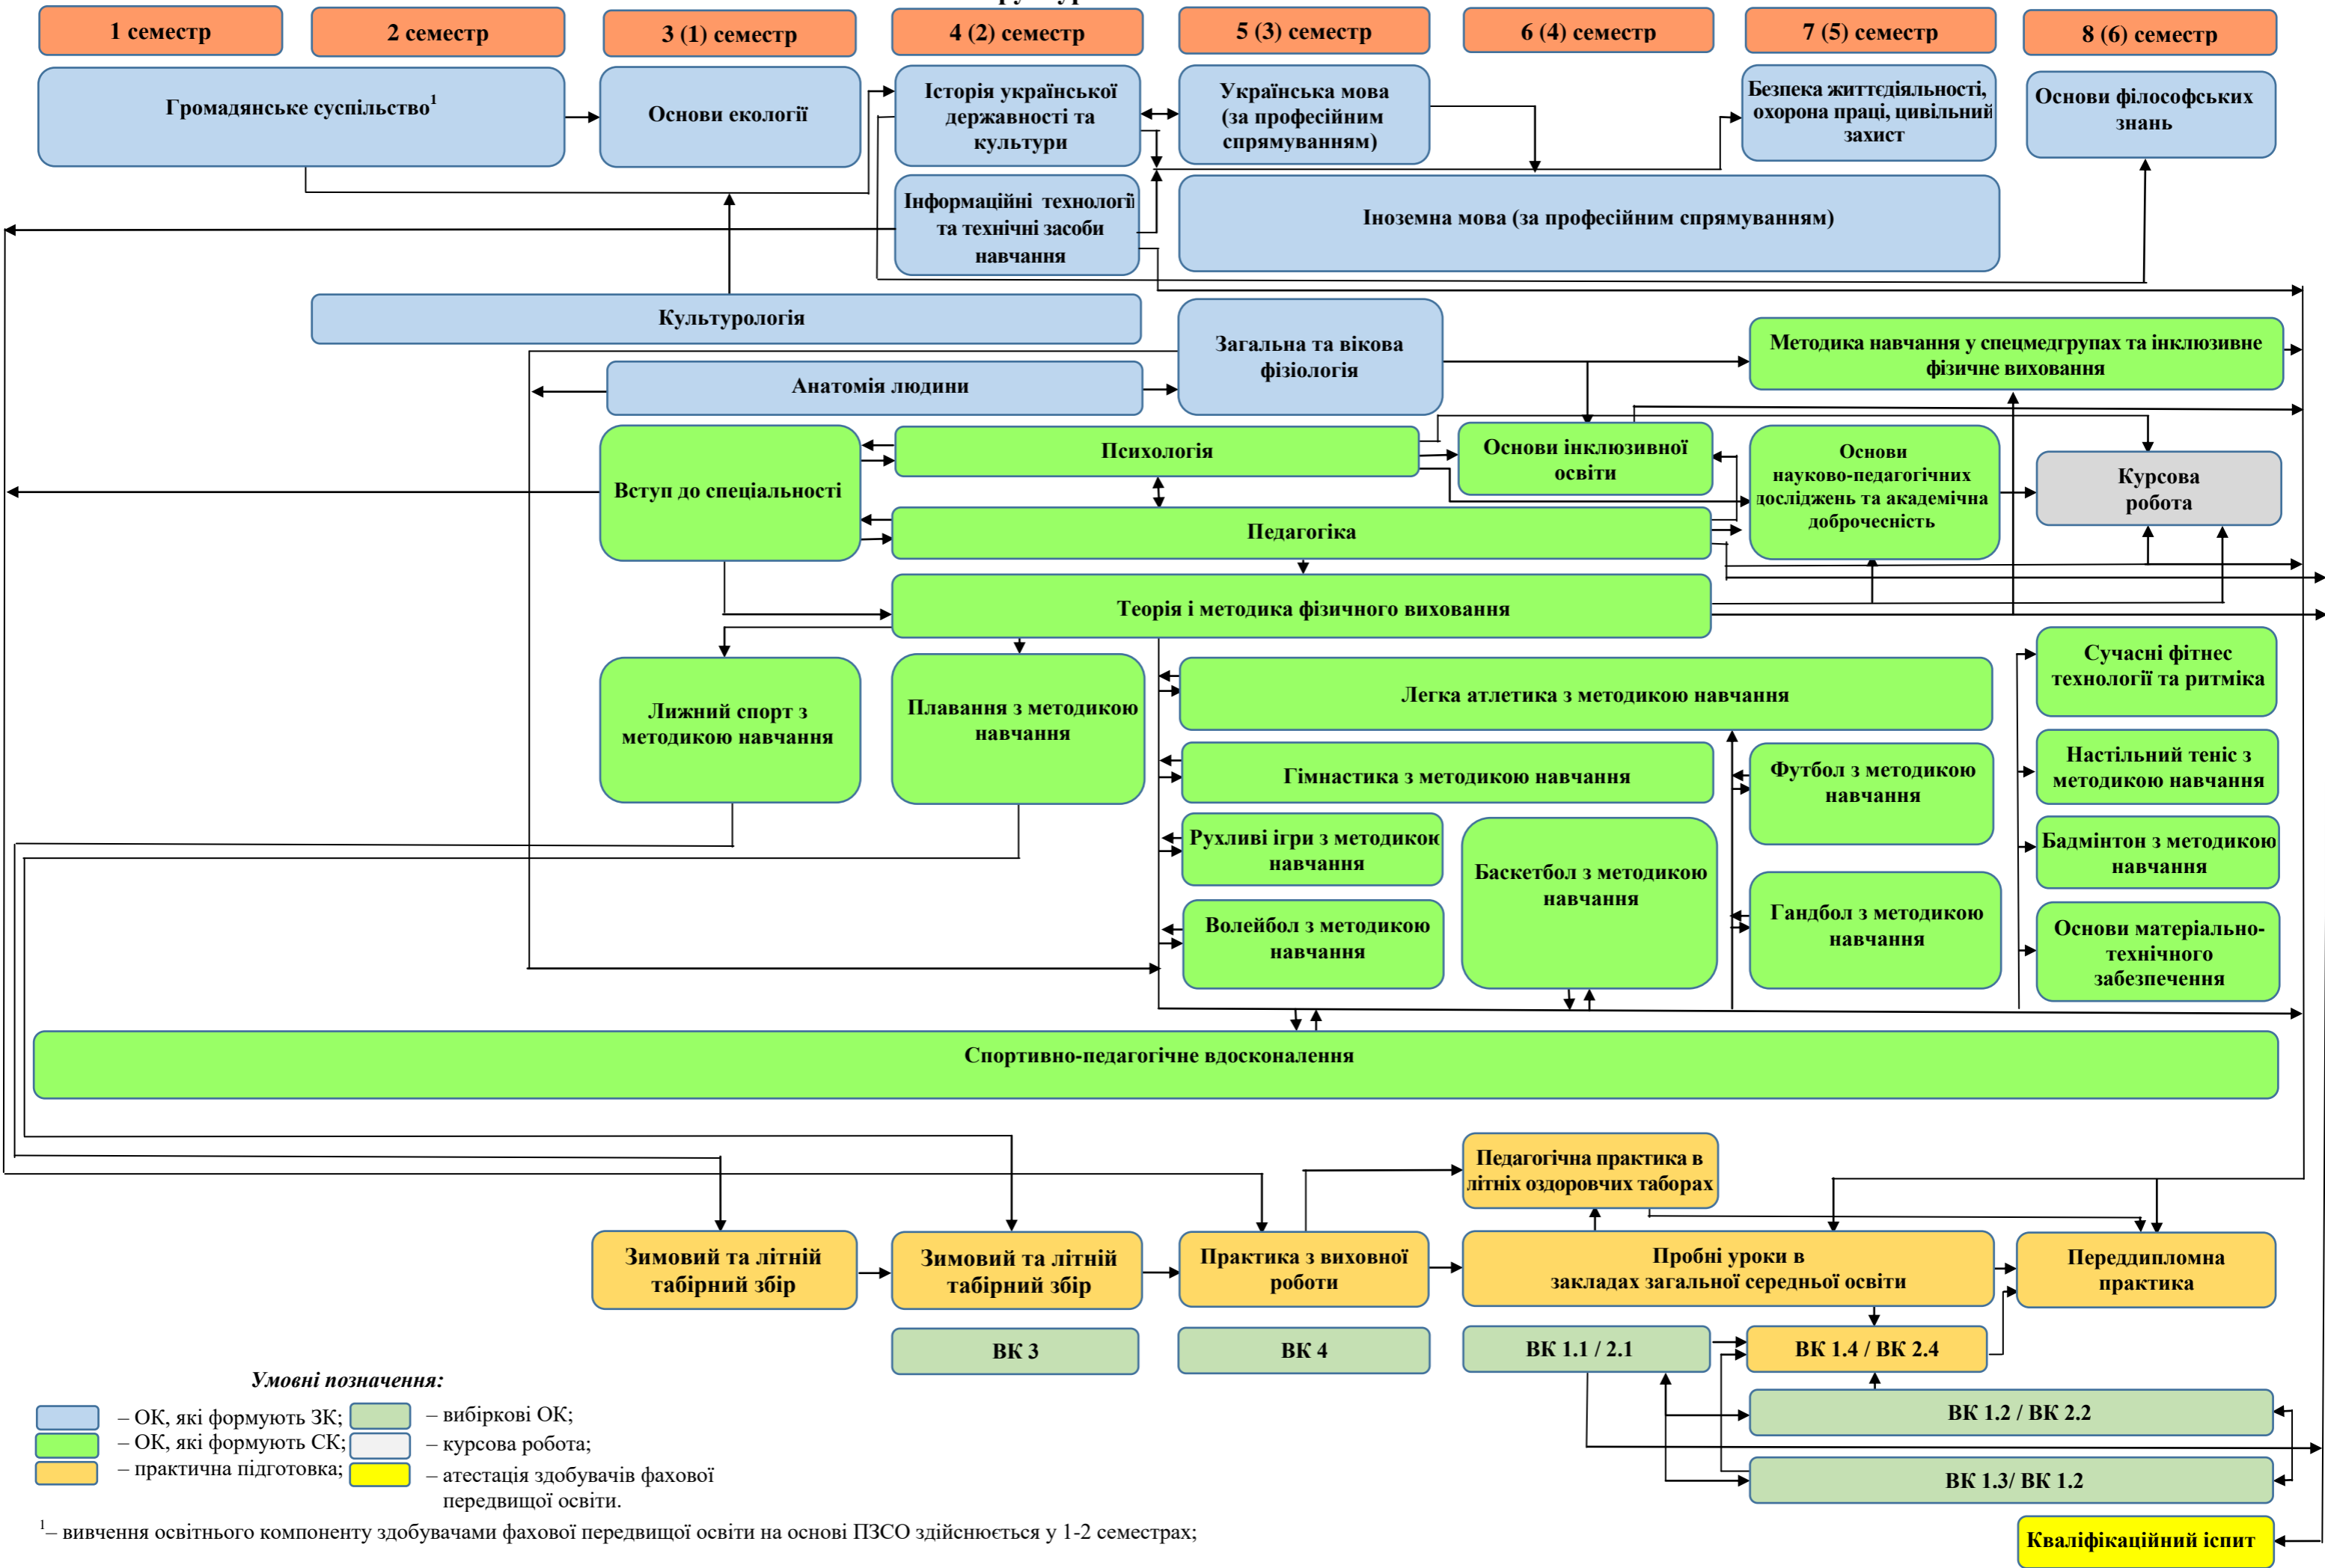 1 семестр
2 семестр
3 (1) семестр
4 (2) семестр
5 (3) семестр
6 (4) семестр
7 (5) семестр
8 (6) семестр
Громадянське суспільство1
Основи екології
Історія української
державності та
культури
Українська мова
(за професійним
спрямуванням)
Безпека життєдіяльності,
охорона праці, цивільний
захист
Основи філософських
знань
Інформаційні технології
та технічні засоби
навчання
Іноземна мова (за професійним спрямуванням)
Культурологія
Загальна та вікова
фізіологія
Методика навчання у спецмедгрупах та інклюзивне
фізичне виховання
Анатомія людини
Вступ до спеціальності
Психологія
Основи інклюзивної
освіти
Основи
науково-педагогічних
досліджень та академічна
доброчесність
Курсова
робота
Педагогіка
Теорія і методика фізичного виховання
Лижний спорт з
методикою навчання
Плавання з методикою
навчання
Легка атлетика з методикою навчання
Сучасні фітнес
технології та ритміка
Гімнастика з методикою навчання
Футбол з методикою
навчання
Настільний теніс з
методикою навчання
Рухливі ігри з методикою
навчання
Баскетбол з методикою
навчання
Бадмінтон з методикою
навчання
Волейбол з методикою
навчання
Гандбол з методикою
навчання
Основи матеріально-
технічного
забезпечення
Спортивно-педагогічне вдосконалення
Педагогічна практика в
літніх оздоровчих таборах
Зимовий та літній
табірний збір
Зимовий та літній
табірний збір
Практика з виховної
роботи
Пробні уроки в
закладах загальної середньої освіти
Переддипломна
практика
ВК 3
ВК 4
ВК 1.1 / 2.1
ВК 1.4 / ВК 2.4
ВК 1.2 / ВК 2.2
ВК 1.3/ ВК 1.2
Кваліфікаційний іспит
Умовні позначення:
– ОК, які формують ЗК;
– вибіркові ОК;
– ОК, які формують СК;
– курсова робота;
– практична підготовка;
– атестація здобувачів фахової
передвищої освіти.
1– вивчення освітнього компоненту здобувачами фахової передвищої освіти на основі ПЗСО здійснюється у 1-2 семестрах;